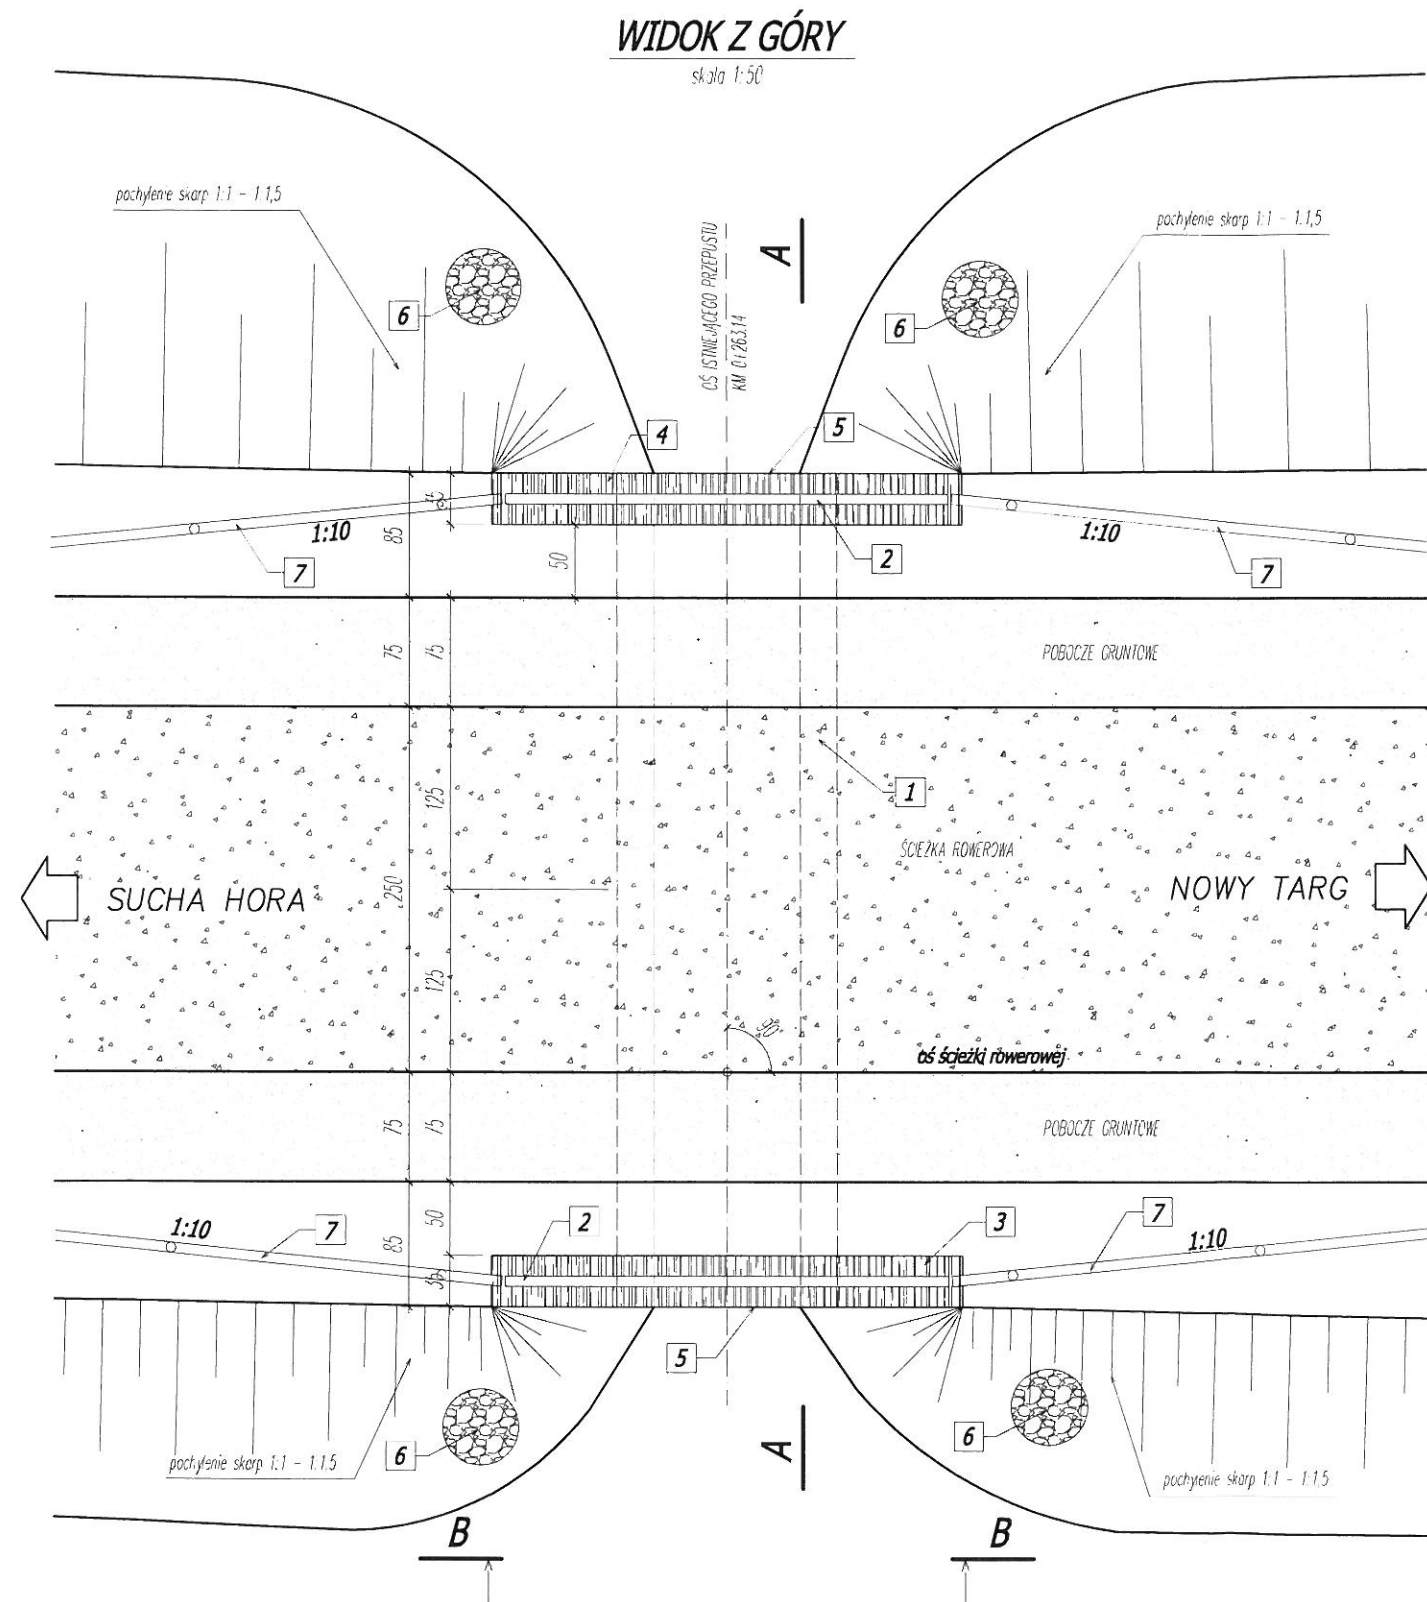 WIDOK Z GÓRY
skala 1:50
pochylenie skarp 1:1 - 1:1,5
pochylenie skarp 1:1 - 1:1,5
A
OŚ ISTNIEJĄCEGO PRZEPUSTU
KM 0+263.14
6
6
4
5
35
85
1:10
7
50
2
1:10
7
75
75
POBOCZE GRUNTOWE
125
1
ŚCIEŻKA ROWEROWA
SUCHA HORA
250
NOWY TARG
125
90°
oś ścieżki rowerowej
75
75
POBOCZE GRUNTOWE
1:10
7
85
50
2
3
7
1:10
35
5
6
6
pochylenie skarp 1:1 - 1:1,5
A
pochylenie skarp 1:1 - 1:1,5
B
B